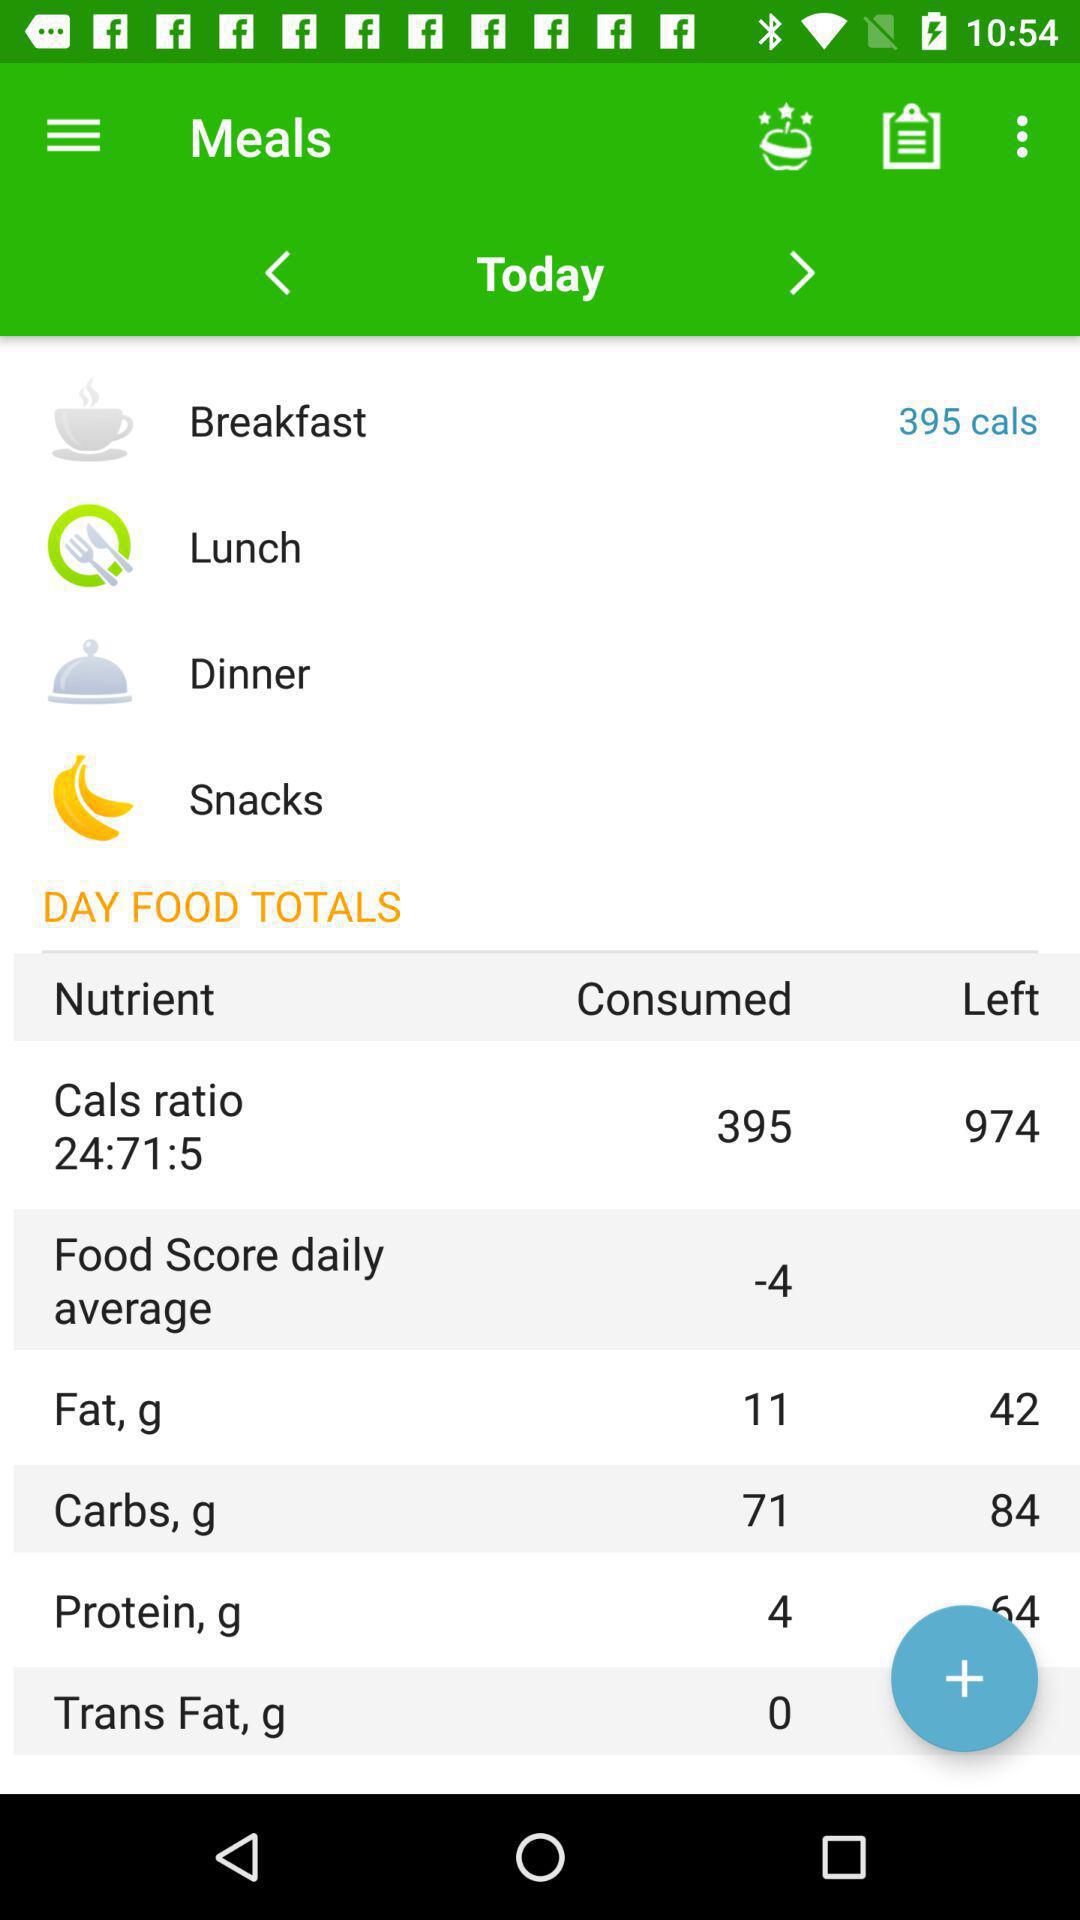 10:54
Meals
Today
Breakfast 395 cals
Lunch
Dinner
Snacks
DAY FOOD TOTALS
Nutrient Consumed Left
Cals ratio
24:71:5 395 974
Food Score daily
average -4
Fat, g 11 42
Carbs, g 71 84
Protein, g 4 64
Trans Fat, g 0